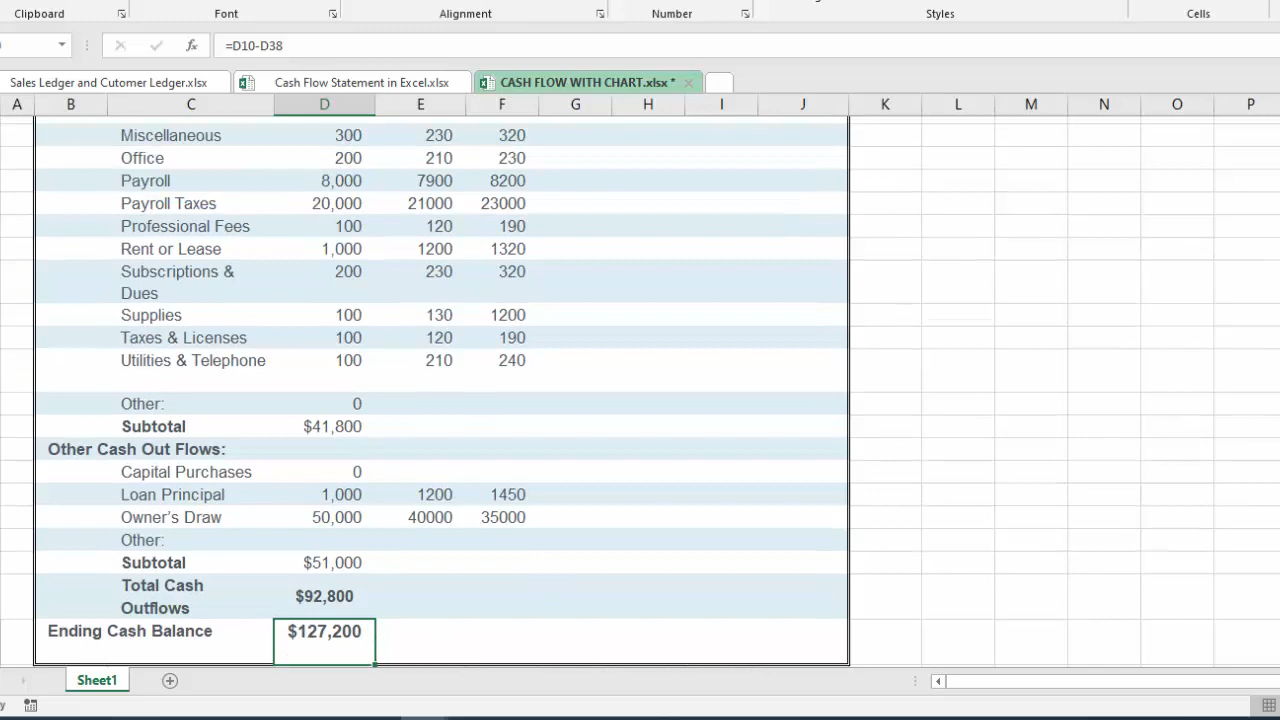 Clipboard Font Alignment Number Styles Cells
fx =D10-D38
Sales Ledger and Cutomer Ledger.xlsx Cash Flow Statement in Excel.xlsx CASH FLOW WITH CHART.xlsx *
A B C D E F G H I J K L M N O P
Miscellaneous 300 230 320
Office 200 210 230
Payroll 8,000 7900 8200
Payroll Taxes 20,000 21000 23000
Professional Fees 100 120 190
Rent or Lease 1,000 1200 1320
Subscriptions & 200 230 320
Dues
Supplies 100 130 1200
Taxes & Licenses 100 120 190
Utilities & Telephone 100 210 240
Other: 0
Subtotal $41,800
Other Cash Out Flows:
Capital Purchases 0
Loan Principal 1,000 1200 1450
Owner’s Draw 50,000 40000 35000
Other:
Subtotal $51,000
Total Cash
Outflows $92,800
Ending Cash Balance $127,200
Sheet1